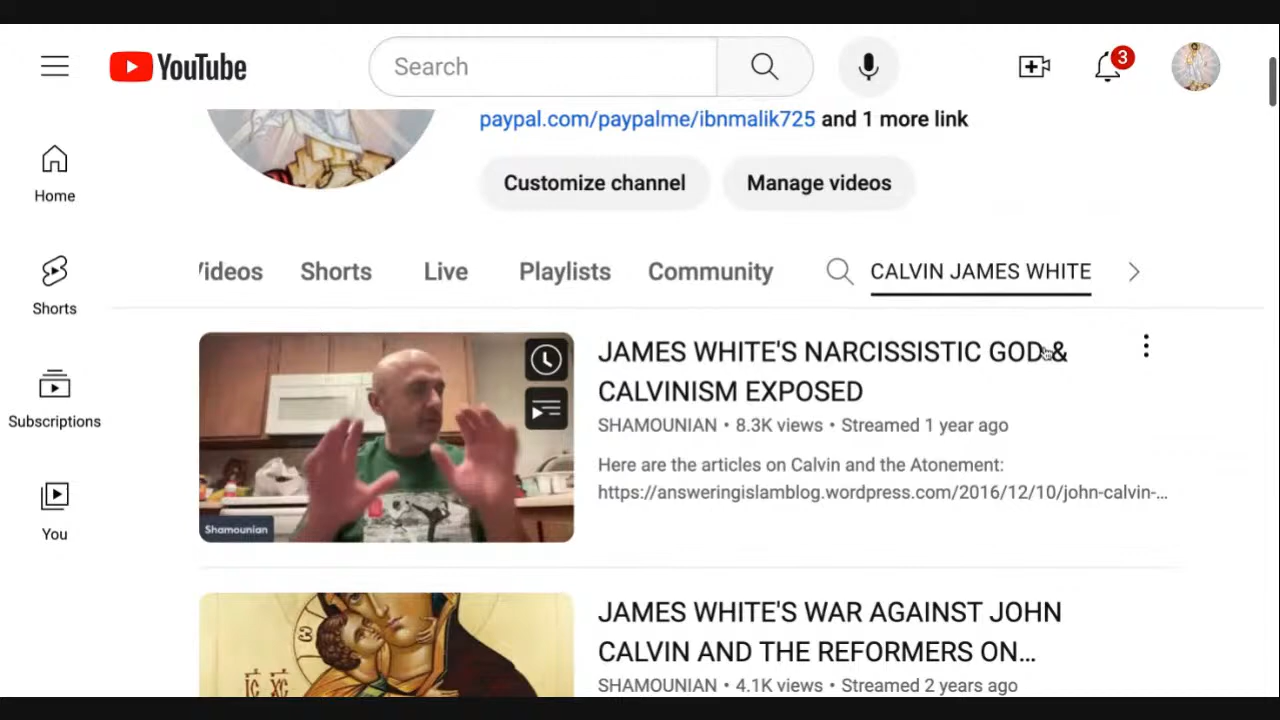 YouTube
Search
3
paypal.com/paypalme/ibnmalik725 and 1 more link
Customize channel
Manage videos
Home
Shorts
Subscriptions
You
Videos
Shorts
Live
Playlists
Community
CALVIN JAMES WHITE
JAMES WHITE'S NARCISSISTIC GOD &
CALVINISM EXPOSED
SHAMOUNIAN • 8.3K views • Streamed 1 year ago
Here are the articles on Calvin and the Atonement:
https://answeringislamblog.wordpress.com/2016/12/10/john-calvin-...
Shamounian
JAMES WHITE'S WAR AGAINST JOHN
CALVIN AND THE REFORMERS ON...
SHAMOUNIAN • 4.1K views • Streamed 2 years ago